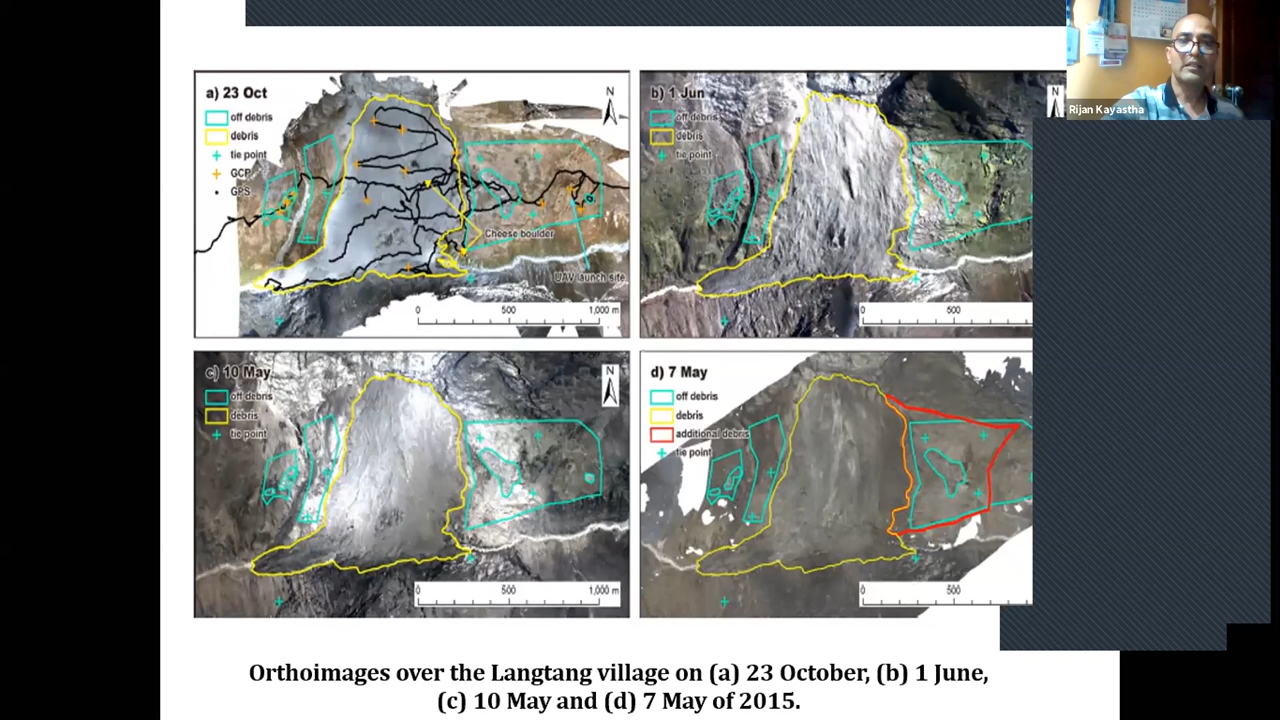 a) 23 Oct
off debris
debris
tie point
GCP
GPS
N
Cheese boulder
UAV launch site
0 500 1,000 m
b) 1 Jun
off debris
debris
tie point
N
0 500
Rijan Kayastha
c) 10 May
off debris
debris
tie point
N
0 500 1,000 m
d) 7 May
off debris
debris
additional debris
tie point
0 500
Orthoimages over the Langtang village on (a) 23 October, (b) 1 June,
(c) 10 May and (d) 7 May of 2015.